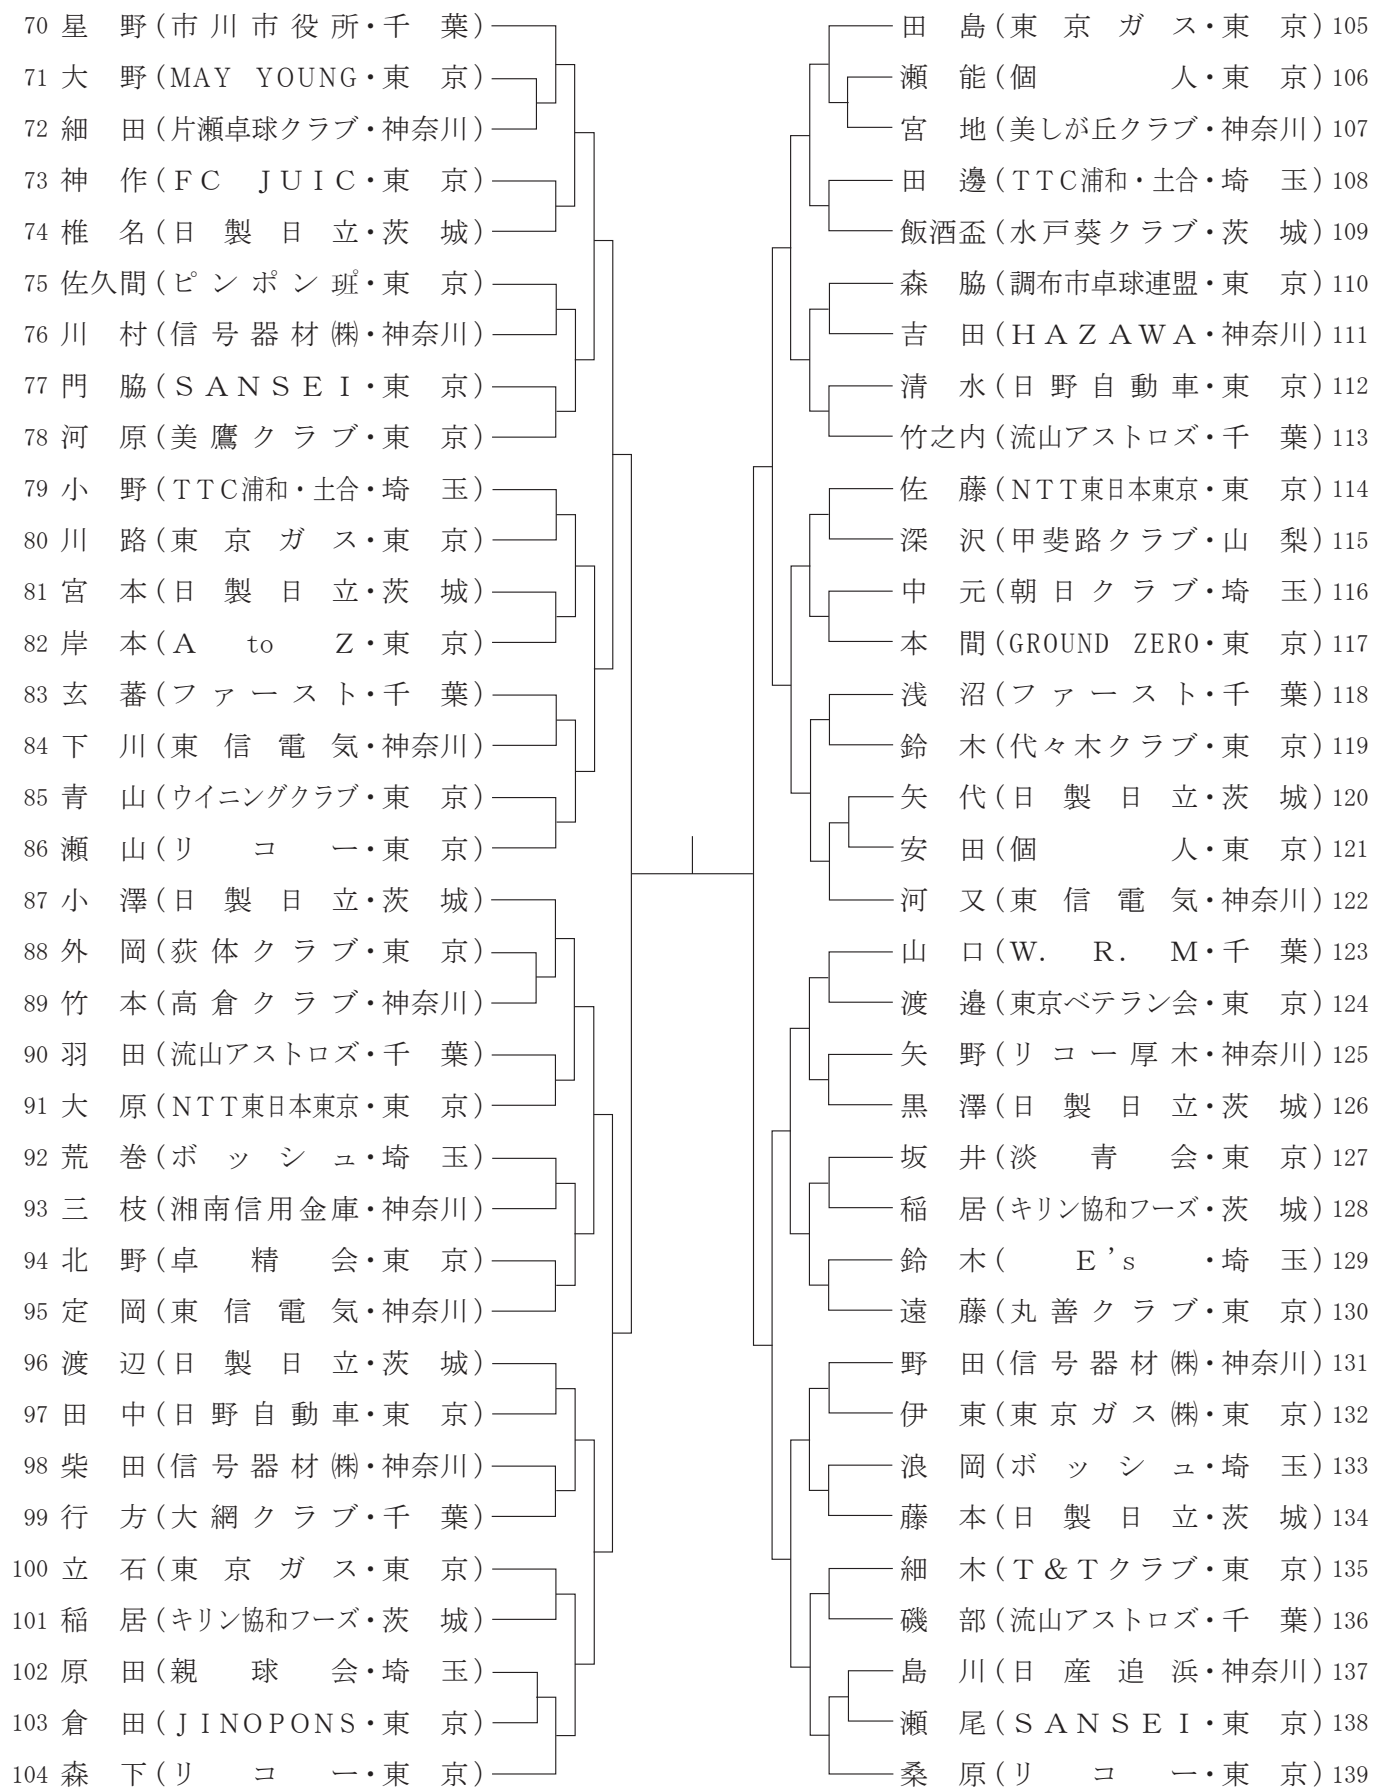 70 星　野(市川市役所・千　葉)
71 大　野(MAY YOUNG・東　京)
72 細　田(片瀬卓球クラブ・神奈川)
73 神　作(FC JUIC・東　京)
74 椎　名(日製日立・茨　城)
75 佐久間(ピンポン班・東　京)
76 川　村(信号器材㈱・神奈川)
77 門　脇(SANSEI・東　京)
78 河　原(美鷹クラブ・東　京)
79 小　野(TTC浦和・土合・埼　玉)
80 川　路(東京ガス・東　京)
81 宮　本(日製日立・茨　城)
82 岸　本(A to Z・東　京)
83 玄　蕃(ファースト・千　葉)
84 下　川(東信電気・神奈川)
85 青　山(ウイニングクラブ・東　京)
86 瀬　山(リコー・東　京)
87 小　澤(日製日立・茨　城)
88 外　岡(荻体クラブ・東　京)
89 竹　本(高倉クラブ・神奈川)
90 羽　田(流山アストロズ・千　葉)
91 大　原(NTT東日本東京・東　京)
92 荒　巻(ボッシュ・埼　玉)
93 三　枝(湘南信用金庫・神奈川)
94 北　野(卓精会・東　京)
95 定　岡(東信電気・神奈川)
96 渡　辺(日製日立・茨　城)
97 田　中(日野自動車・東　京)
98 柴　田(信号器材㈱・神奈川)
99 行　方(大網クラブ・千　葉)
100 立　石(東京ガス・東　京)
101 稲　居(キリン協和フーズ・茨　城)
102 原　田(親球会・埼　玉)
103 倉　田(JINOPONS・東　京)
104 森　下(リコー・東　京)
田　島(東京ガス・東　京)105
瀬　能(個人・東　京)106
宮　地(美しが丘クラブ・神奈川)107
田　邊(TTC浦和・土合・埼　玉)108
飯酒盃(水戸葵クラブ・茨　城)109
森　脇(調布市卓球連盟・東　京)110
吉　田(HAZAWA・神奈川)111
清　水(日野自動車・東　京)112
竹之内(流山アストロズ・千　葉)113
佐　藤(NTT東日本東京・東　京)114
深　沢(甲斐路クラブ・山　梨)115
中　元(朝日クラブ・埼　玉)116
本　間(GROUND ZERO・東　京)117
浅　沼(ファースト・千　葉)118
鈴　木(代々木クラブ・東　京)119
矢　代(日製日立・茨　城)120
安　田(個人・東　京)121
河　又(東信電気・神奈川)122
山　口(W. R. M・千　葉)123
渡　邉(東京ベテラン会・東　京)124
矢　野(リコー厚木・神奈川)125
黒　澤(日製日立・茨　城)126
坂　井(淡青会・東　京)127
稲　居(キリン協和フーズ・茨　城)128
鈴　木(E's・埼　玉)129
遠　藤(丸善クラブ・東　京)130
野　田(信号器材㈱・神奈川)131
伊　東(東京ガス㈱・東　京)132
浪　岡(ボッシュ・埼　玉)133
藤　本(日製日立・茨　城)134
細　木(T&Tクラブ・東　京)135
磯　部(流山アストロズ・千　葉)136
島　川(日産追浜・神奈川)137
瀬　尾(SANSEI・東　京)138
桑　原(リコー・東　京)139